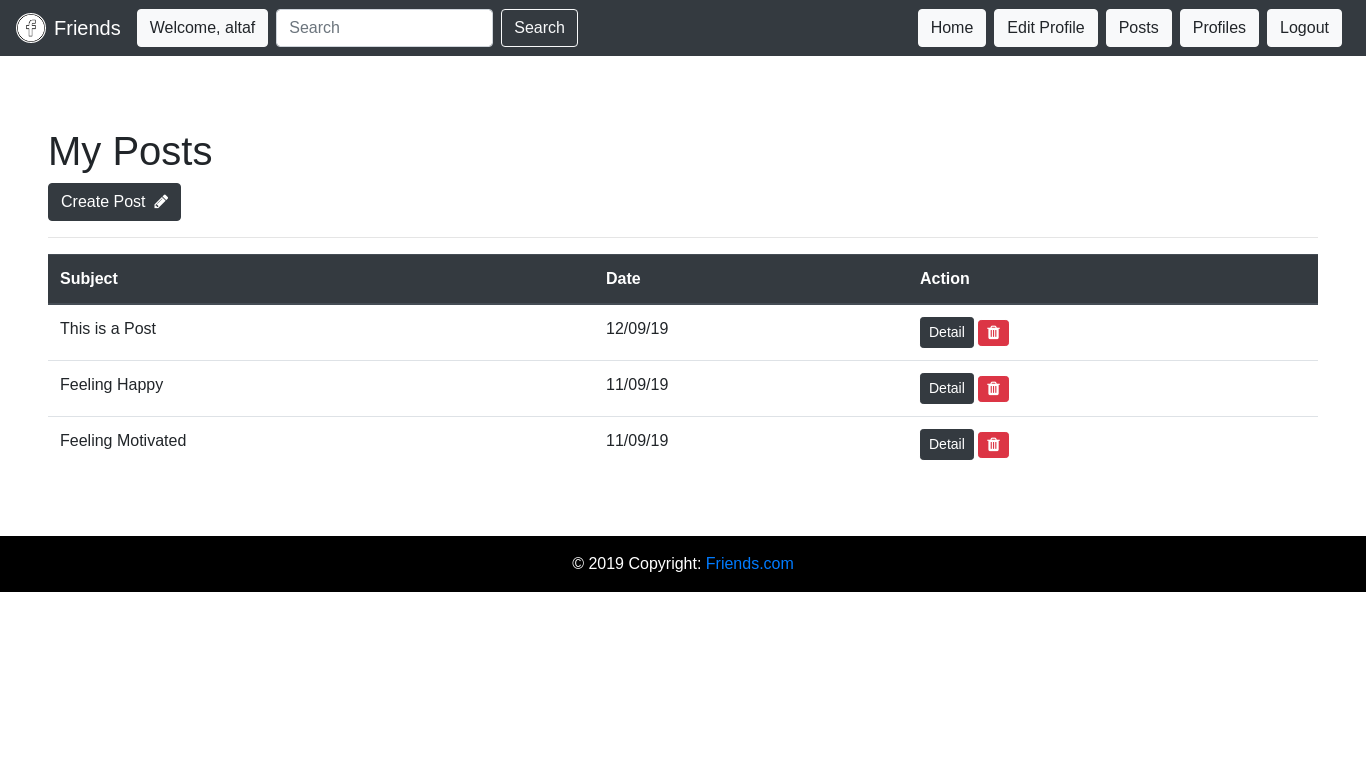 Friends Welcome, altaf Search Search Home Edit Profile Posts Profiles Logout
My Posts
Create Post
Subject Date Action
This is a Post 12/09/19 Detail
Feeling Happy 11/09/19 Detail
Feeling Motivated 11/09/19 Detail
© 2019 Copyright: Friends.com